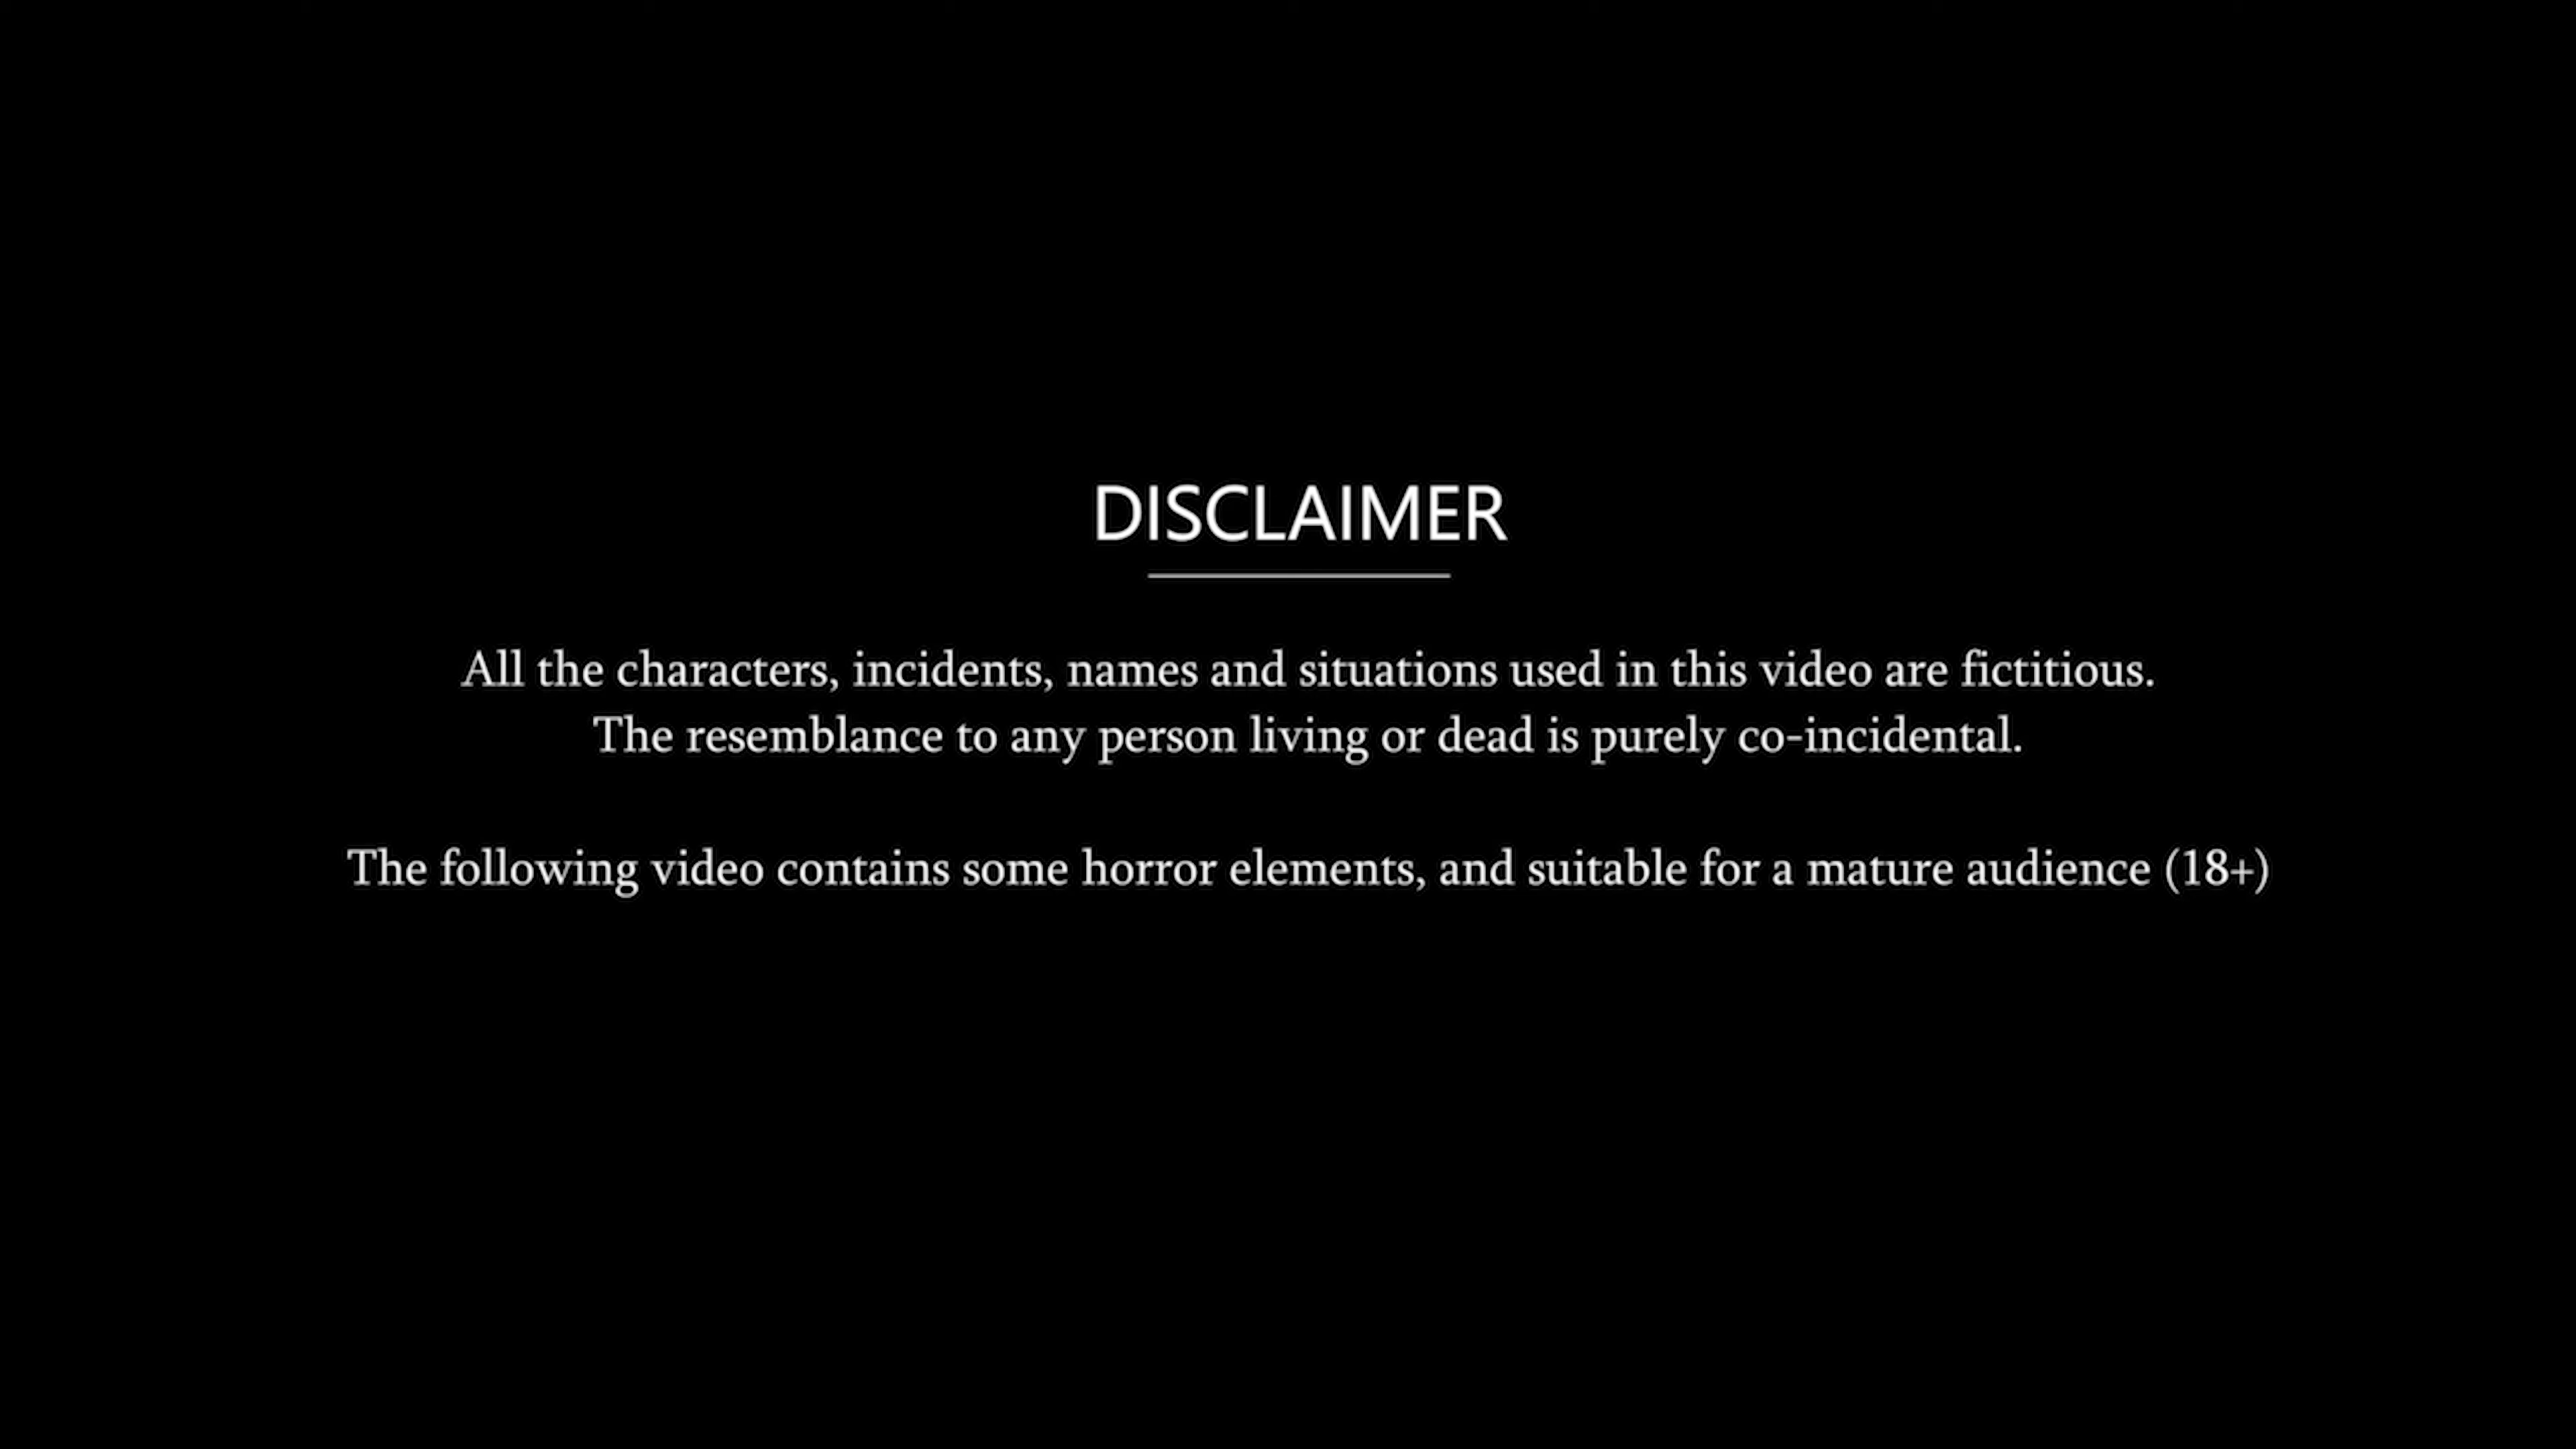 DISCLAIMER
All the characters, incidents, names and situations used in this video are fictitious.
The resemblance to any person living or dead is purely co-incidental.
The following video contains some horror elements, and suitable for a mature audience (18+)